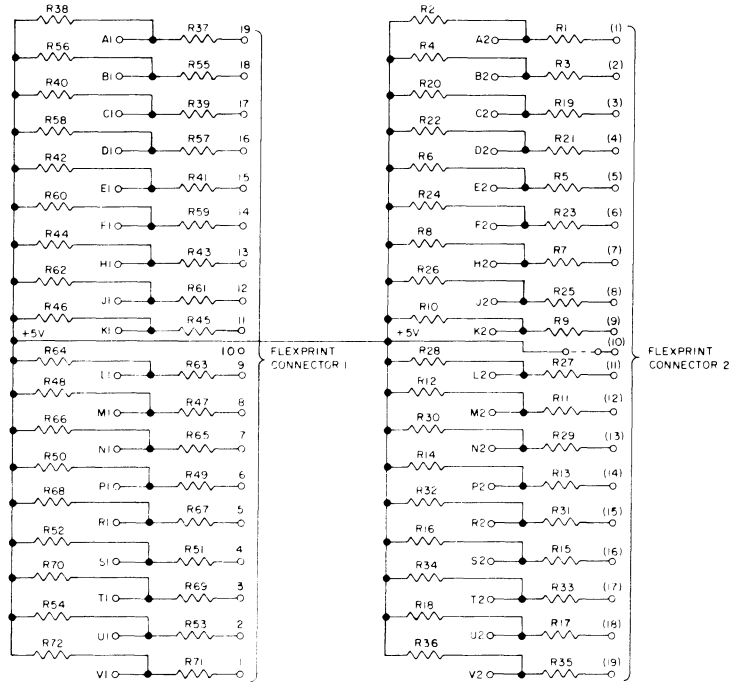 R38 R2
A1 R37 19 A2 R1 (1)
R56 R4
B1 R55 18 B2 R3 (2)
R40 R20
C1 R39 17 C2 R19 (3)
R58 R22
D1 R57 16 D2 R21 (4)
R42 R6
E1 R41 15 E2 R5 (5)
R60 R24
F1 R59 14 F2 R23 (6)
R44 R8
H1 R43 13 H2 R7 (7)
R62 R26
J1 R61 12 J2 R25 (8)
R46 R10
K1 R45 11 K2 R9 (9)
+5V +5V (10)
10
FLEXPRINT
CONNECTOR 1
FLEXPRINT
CONNECTOR 2
R64 R28
L1 R63 9 L2 R27 (11)
R48 R12
M1 R47 8 M2 R11 (12)
R66 R30
N1 R65 7 N2 R29 (13)
R50 R14
P1 R49 6 P2 R13 (14)
R68 R32
R1 R67 5 R2 R31 (15)
R52 R16
S1 R51 4 S2 R15 (16)
R70 R34
T1 R69 3 T2 R33 (17)
R54 R18
U1 R53 2 U2 R17 (18)
R72 R36
V1 R71 1 V2 R35 (19)